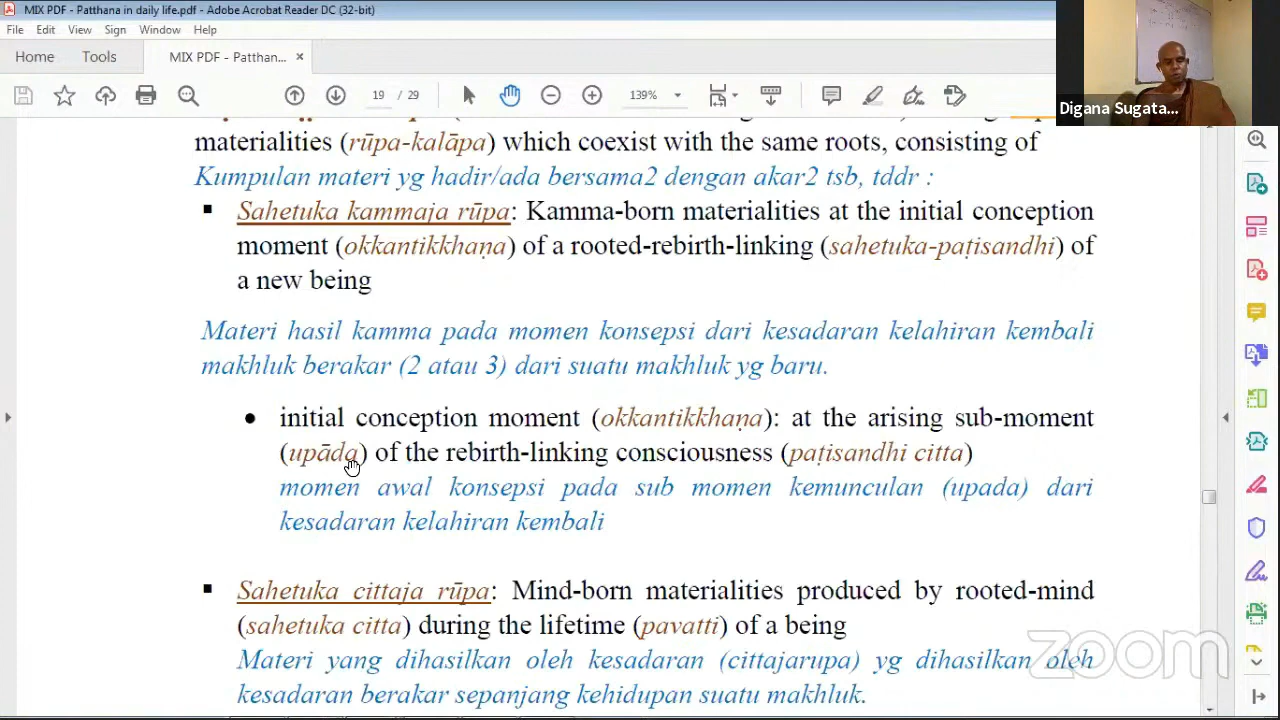 MIX PDF - Patthana in daily life.pdf - Adobe Acrobat Reader DC (32-bit)
File Edit View Sign Window Help
Home Tools MIX PDF - Patthan... ×
19 / 29 139%
Digana Sugata...
materialities (rūpa-kalāpa) which coexist with the same roots, consisting of
Kumpulan materi yg hadir/ada bersama2 dengan akar2 tsb, tddr :
▪ Sahetuka kammaja rūpa: Kamma-born materialities at the initial conception
moment (okkantikkhaṇa) of a rooted-rebirth-linking (sahetuka-paṭisandhi) of
a new being
Materi hasil kamma pada momen konsepsi dari kesadaran kelahiran kembali
makhluk berakar (2 atau 3) dari suatu makhluk yg baru.
● initial conception moment (okkantikkhaṇa): at the arising sub-moment
(upāda) of the rebirth-linking consciousness (paṭisandhi citta)
momen awal konsepsi pada sub momen kemunculan (upada) dari
kesadaran kelahiran kembali
▪ Sahetuka cittaja rūpa: Mind-born materialities produced by rooted-mind
(sahetuka citta) during the lifetime (pavatti) of a being
Materi yang dihasilkan oleh kesadaran (cittajarupa) yg dihasilkan oleh
kesadaran berakar sepanjang kehidupan suatu makhluk.
zoom